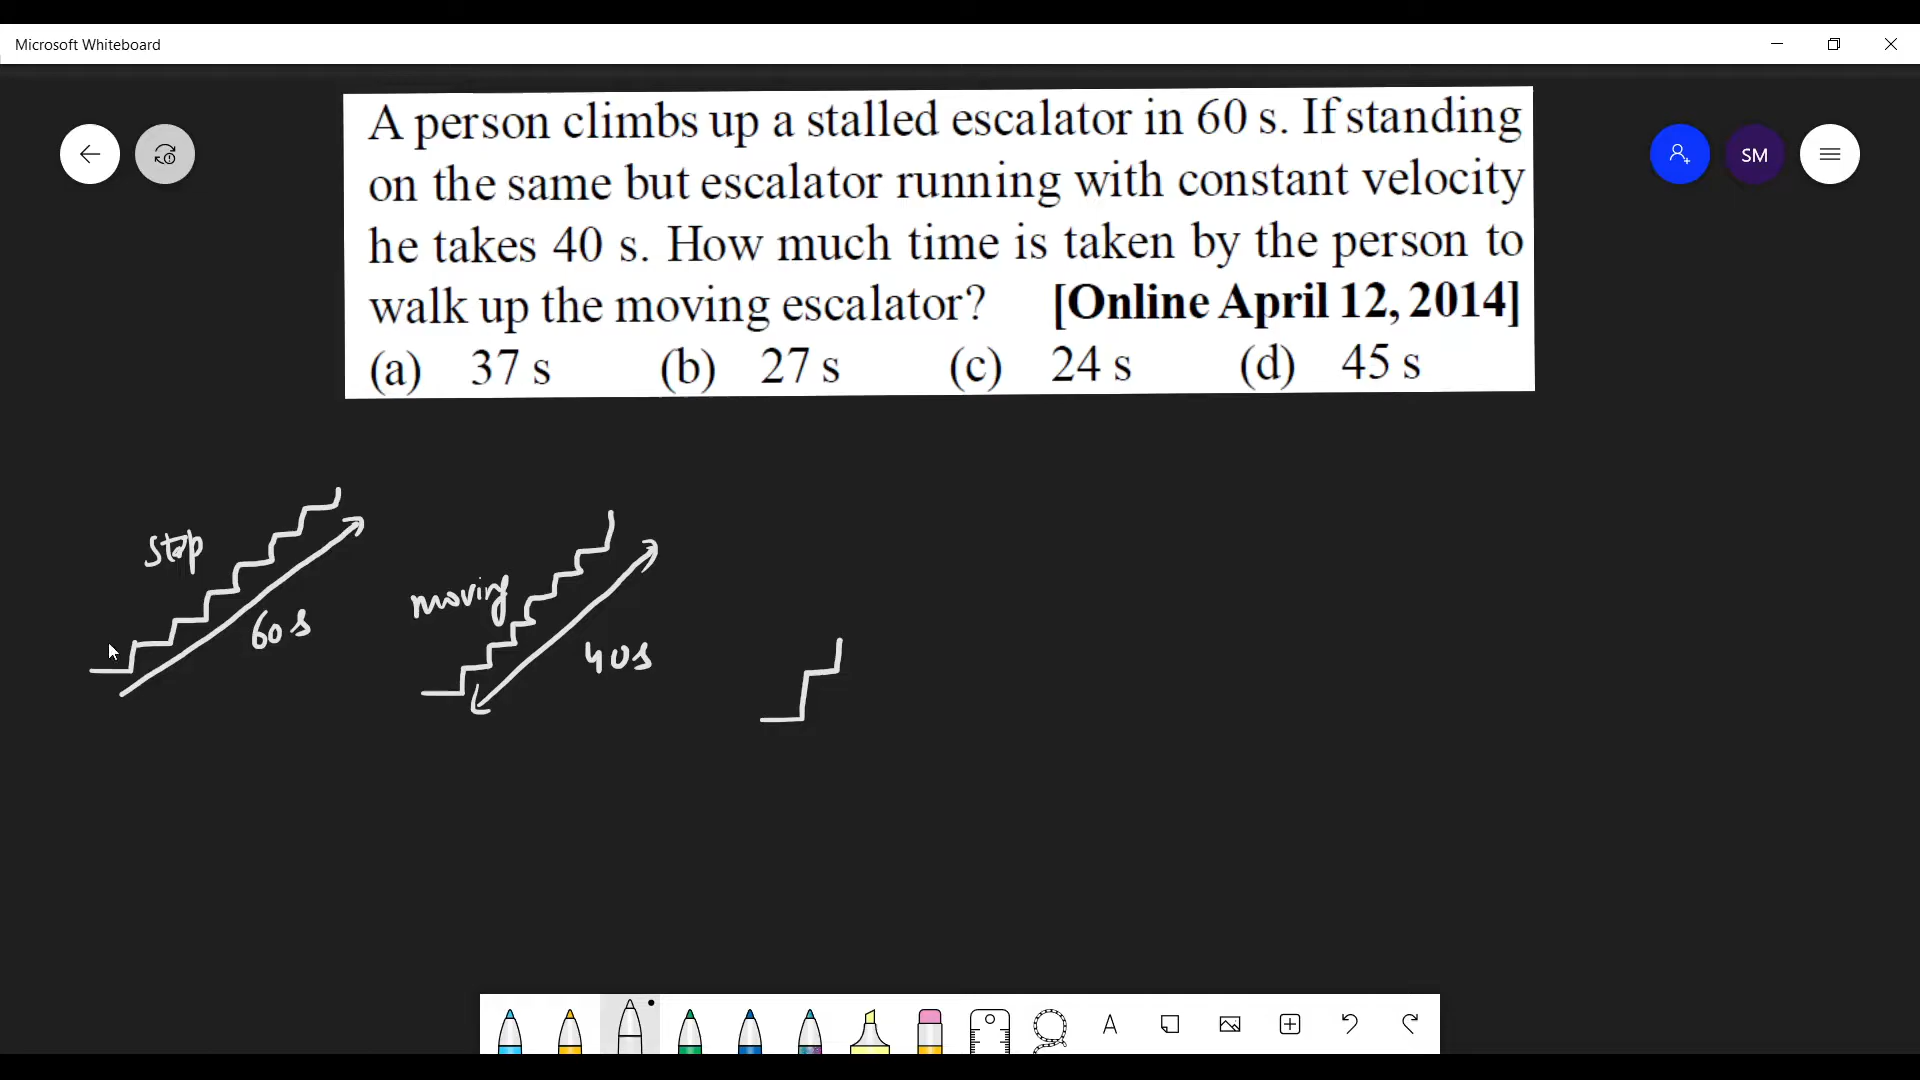 Microsoft Whiteboard
A person climbs up a stalled escalator in 60 s. If standing
on the same but escalator running with constant velocity
he takes 40 s. How much time is taken by the person to
walk up the moving escalator? [Online April 12, 2014]
(a) 37 s (b) 27 s (c) 24 s (d) 45 s
SM
stop
60 s
moving
40s
A